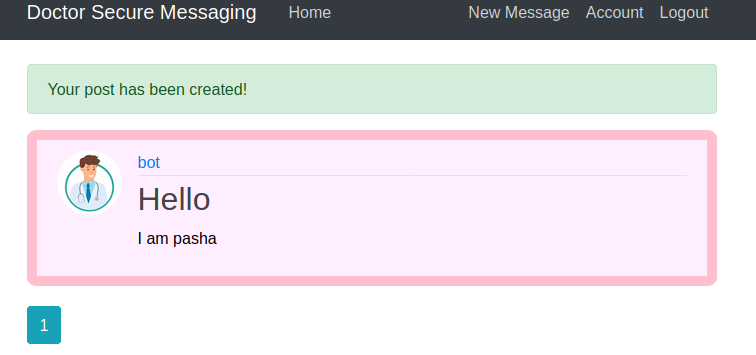 Doctor Secure Messaging Home New Message Account Logout
Your post has been created!
bot
Hello
I am pasha
1